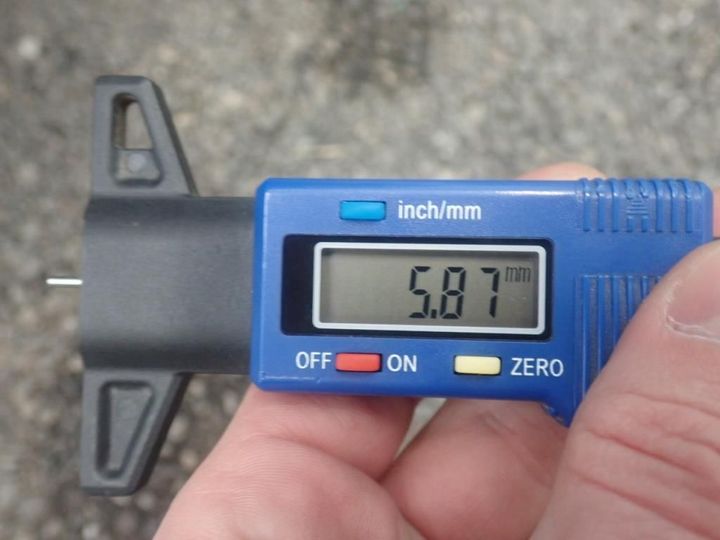 inch/mm
5.87 mm
OFF ON ZERO